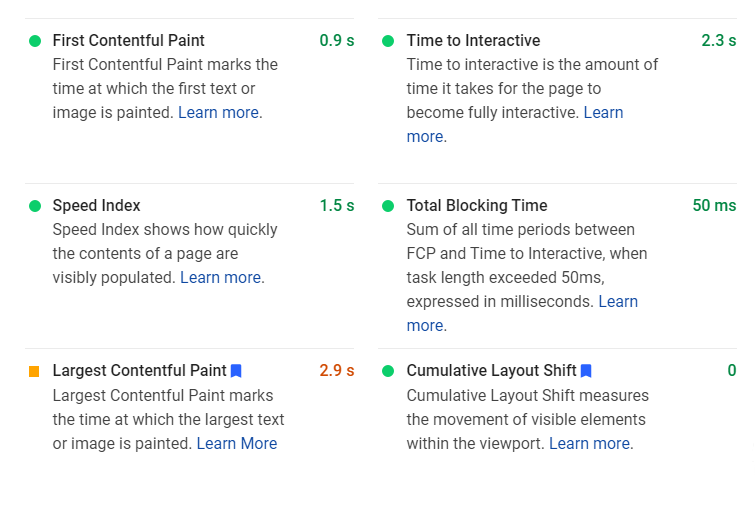 First Contentful Paint 0.9 s
First Contentful Paint marks the
time at which the first text or
image is painted. Learn more.
Time to Interactive 2.3 s
Time to interactive is the amount of
time it takes for the page to
become fully interactive. Learn
more.
Speed Index 1.5 s
Speed Index shows how quickly
the contents of a page are
visibly populated. Learn more.
Total Blocking Time 50 ms
Sum of all time periods between
FCP and Time to Interactive, when
task length exceeded 50ms,
expressed in milliseconds. Learn
more.
Largest Contentful Paint 2.9 s
Largest Contentful Paint marks
the time at which the largest text
or image is painted. Learn More
Cumulative Layout Shift 0
Cumulative Layout Shift measures
the movement of visible elements
within the viewport. Learn more.